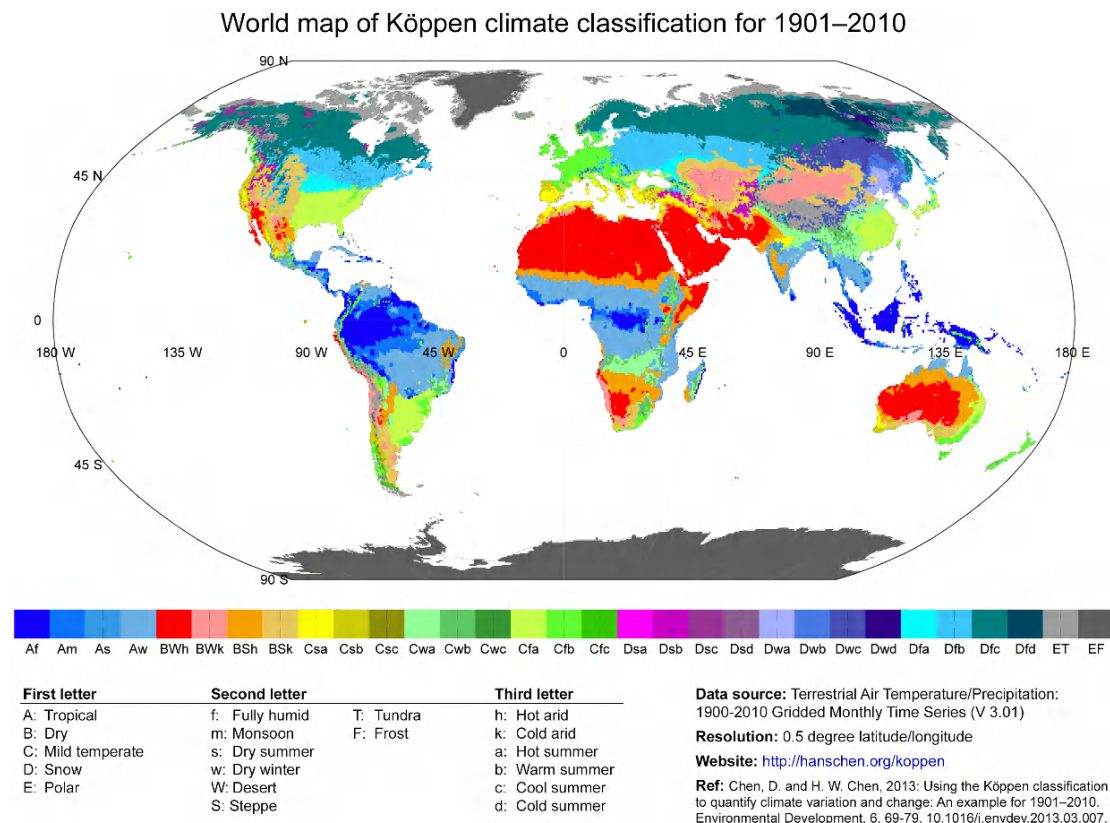 World map of Köppen climate classification for 1901–2010
90 N
45 N
0
180 W 135 W 90 W 45 W 0 45 E 90 E 135 E 180 E
45 S
90 S
Af Am As Aw BWh BWk BSh BSk Csa Csb Csc Cwa Cwb Cwc Cfa Cfb Cfc Dsa Dsb Dsc Dsd Dwa Dwb Dwc Dwd Dfa Dfb Dfc Dfd ET EF
First letter
A: Tropical
B: Dry
C: Mild temperate
D: Snow
E: Polar
Second letter
f: Fully humid T: Tundra
m: Monsoon F: Frost
s: Dry summer
w: Dry winter
W: Desert
S: Steppe
Third letter
h: Hot arid
k: Cold arid
a: Hot summer
b: Warm summer
c: Cool summer
d: Cold summer
Data source: Terrestrial Air Temperature/Precipitation:
1900-2010 Gridded Monthly Time Series (V 3.01)
Resolution: 0.5 degree latitude/longitude
Website: http://hanschen.org/koppen
Ref: Chen, D. and H. W. Chen, 2013: Using the Köppen classification
to quantify climate variation and change: An example for 1901–2010.
Environmental Development, 6, 69-79, 10.1016/j.envdev.2013.03.007.